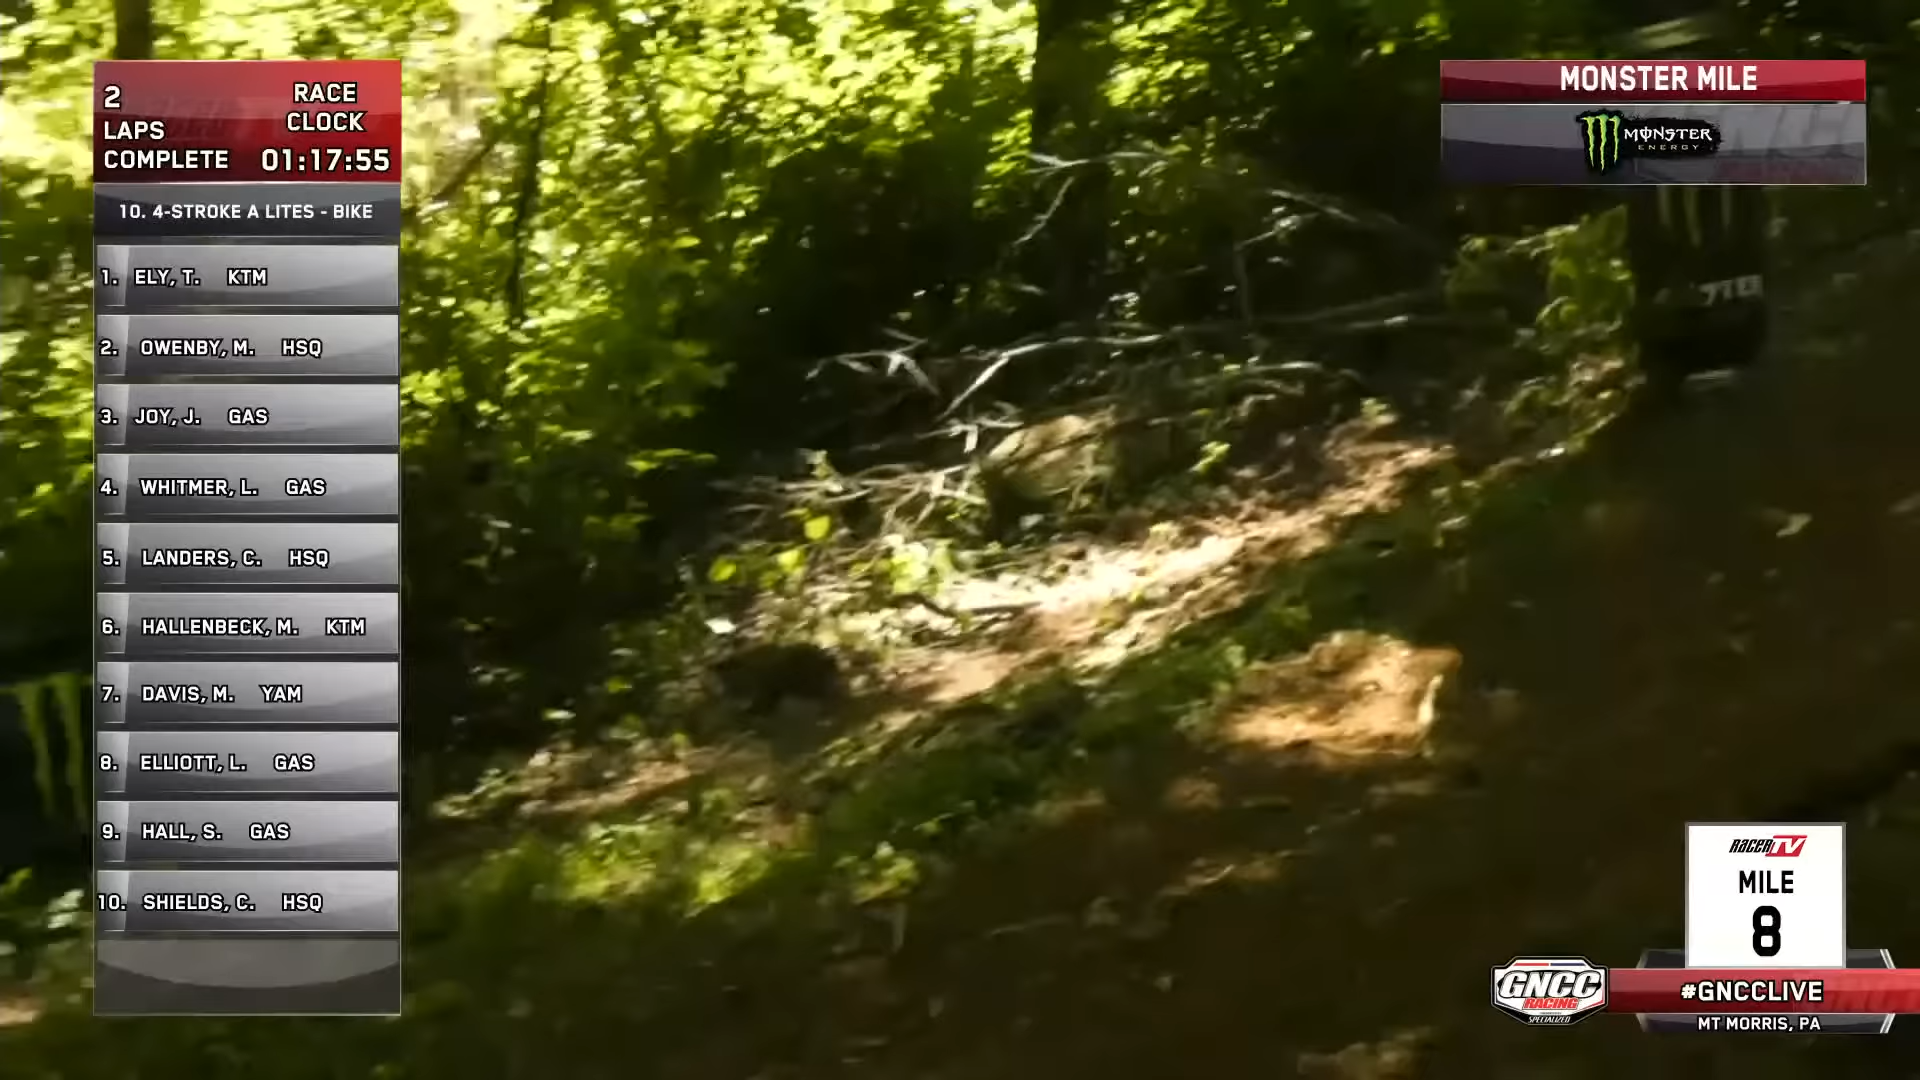 2
LAPS
COMPLETE
RACE
CLOCK
01:17:55
10. 4-STROKE A LITES - BIKE
1. ELY, T. KTM
2. OWENBY, M. HSQ
3. JOY, J. GAS
4. WHITMER, L. GAS
5. LANDERS, C. HSQ
6. HALLENBECK, M. KTM
7. DAVIS, M. YAM
8. ELLIOTT, L. GAS
9. HALL, S. GAS
10. SHIELDS, C. HSQ
MONSTER MILE
MONSTER
ENERGY
RACER TV
MILE
8
GNCC
RACING
SPECIALIZED
#GNCCLIVE
MT MORRIS, PA